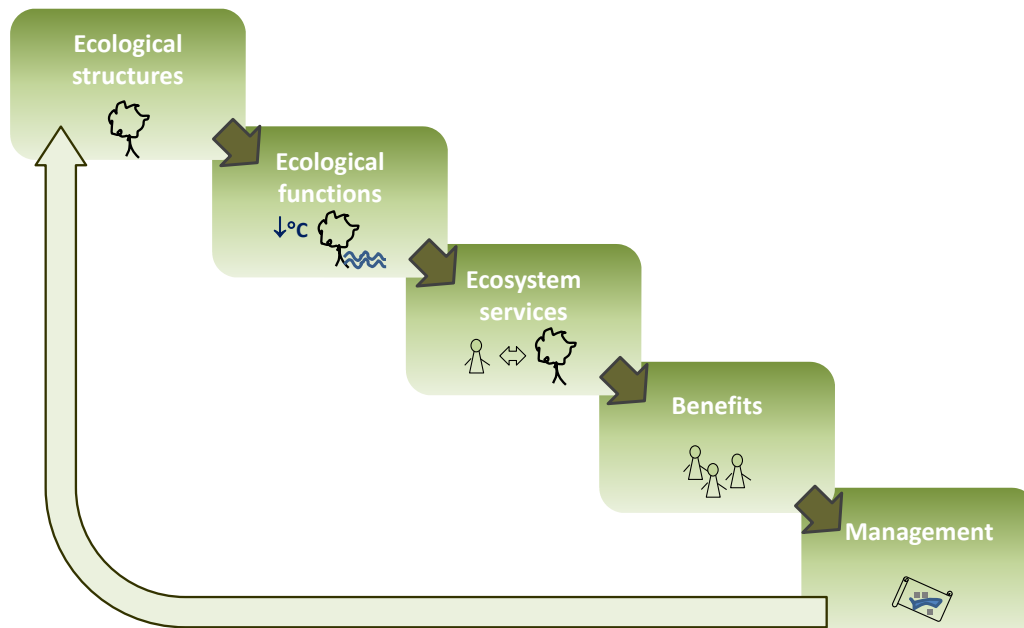 Ecological
structures
Ecological
functions
↓°C
Ecosystem
services
Benefits
Management